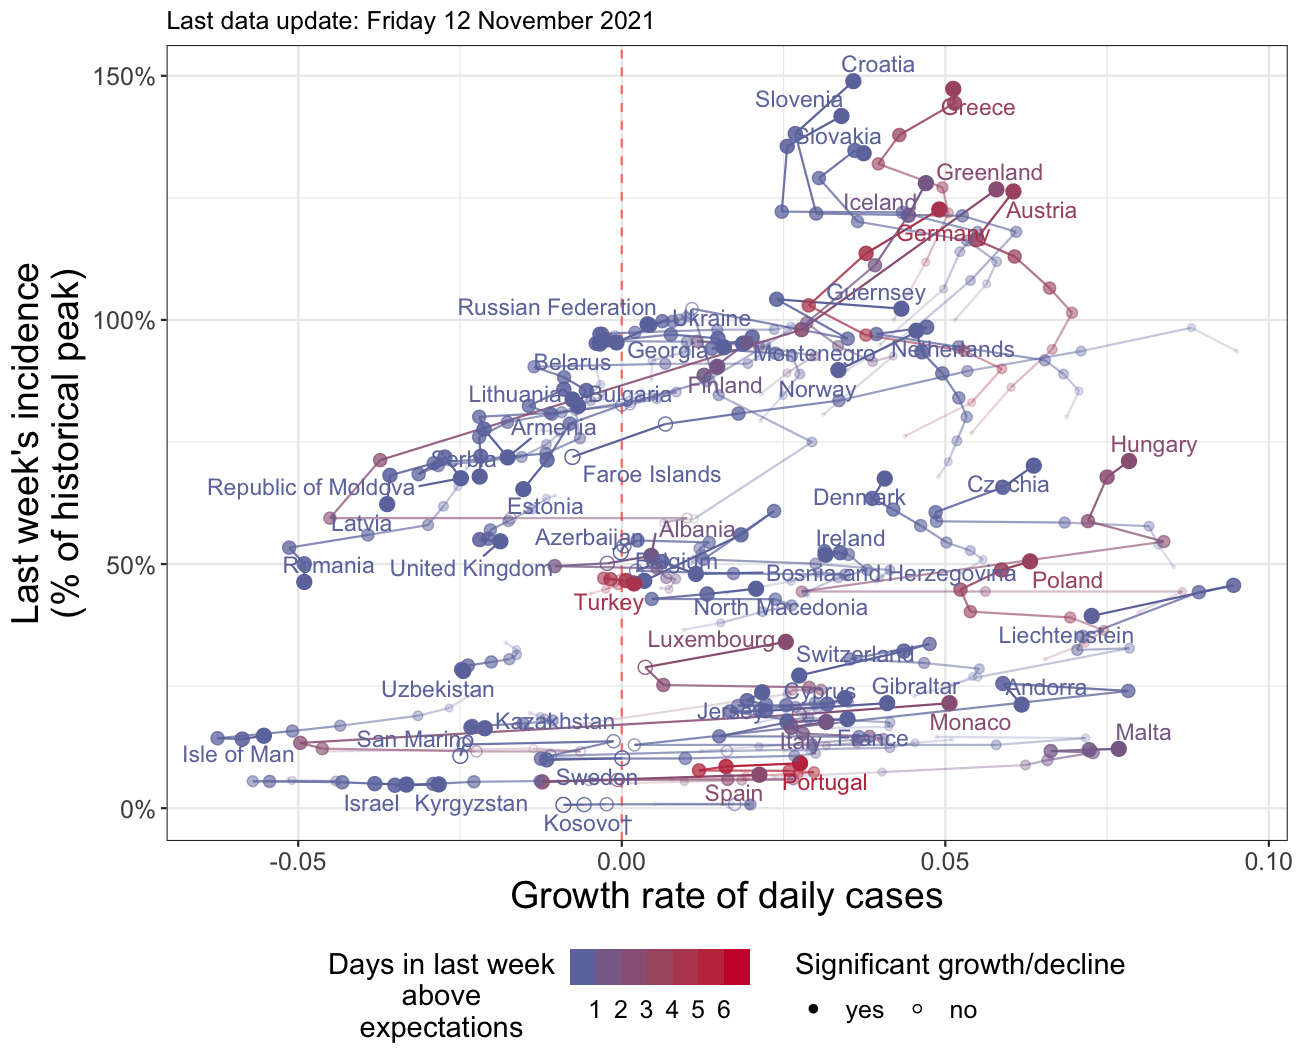 Last data update: Friday 12 November 2021
Last week's incidence
(% of historical peak)
150%
100%
50%
0%
Croatia
Slovenia
Greece
Slovakia
Greenland
Iceland
Austria
Germany
Guernsey
Russian Federation
Ukraine
Georgia
Montenegro
Netherlands
Belarus
Finland
Norway
Lithuania
Bulgaria
Armenia
Hungary
Serbia
Faroe Islands
Republic of Moldova
Czechia
Denmark
Estonia
Latvia
Albania
Azerbaijan
Ireland
Romania
United Kingdom
Belgium
Bosnia and Herzegovina
Poland
Turkey
North Macedonia
Liechtenstein
Luxembourg
Switzerland
Uzbekistan
Cyprus
Gibraltar
Andorra
Jersey
Kazakhstan
Monaco
San Marino
Italy
France
Malta
Isle of Man
Sweden
Portugal
Israel
Kyrgyzstan
Spain
Kosovo†
-0.05
0.00
0.05
0.10
Growth rate of daily cases
Days in last week
above
expectations
1 2 3 4 5 6
Significant growth/decline
yes
no